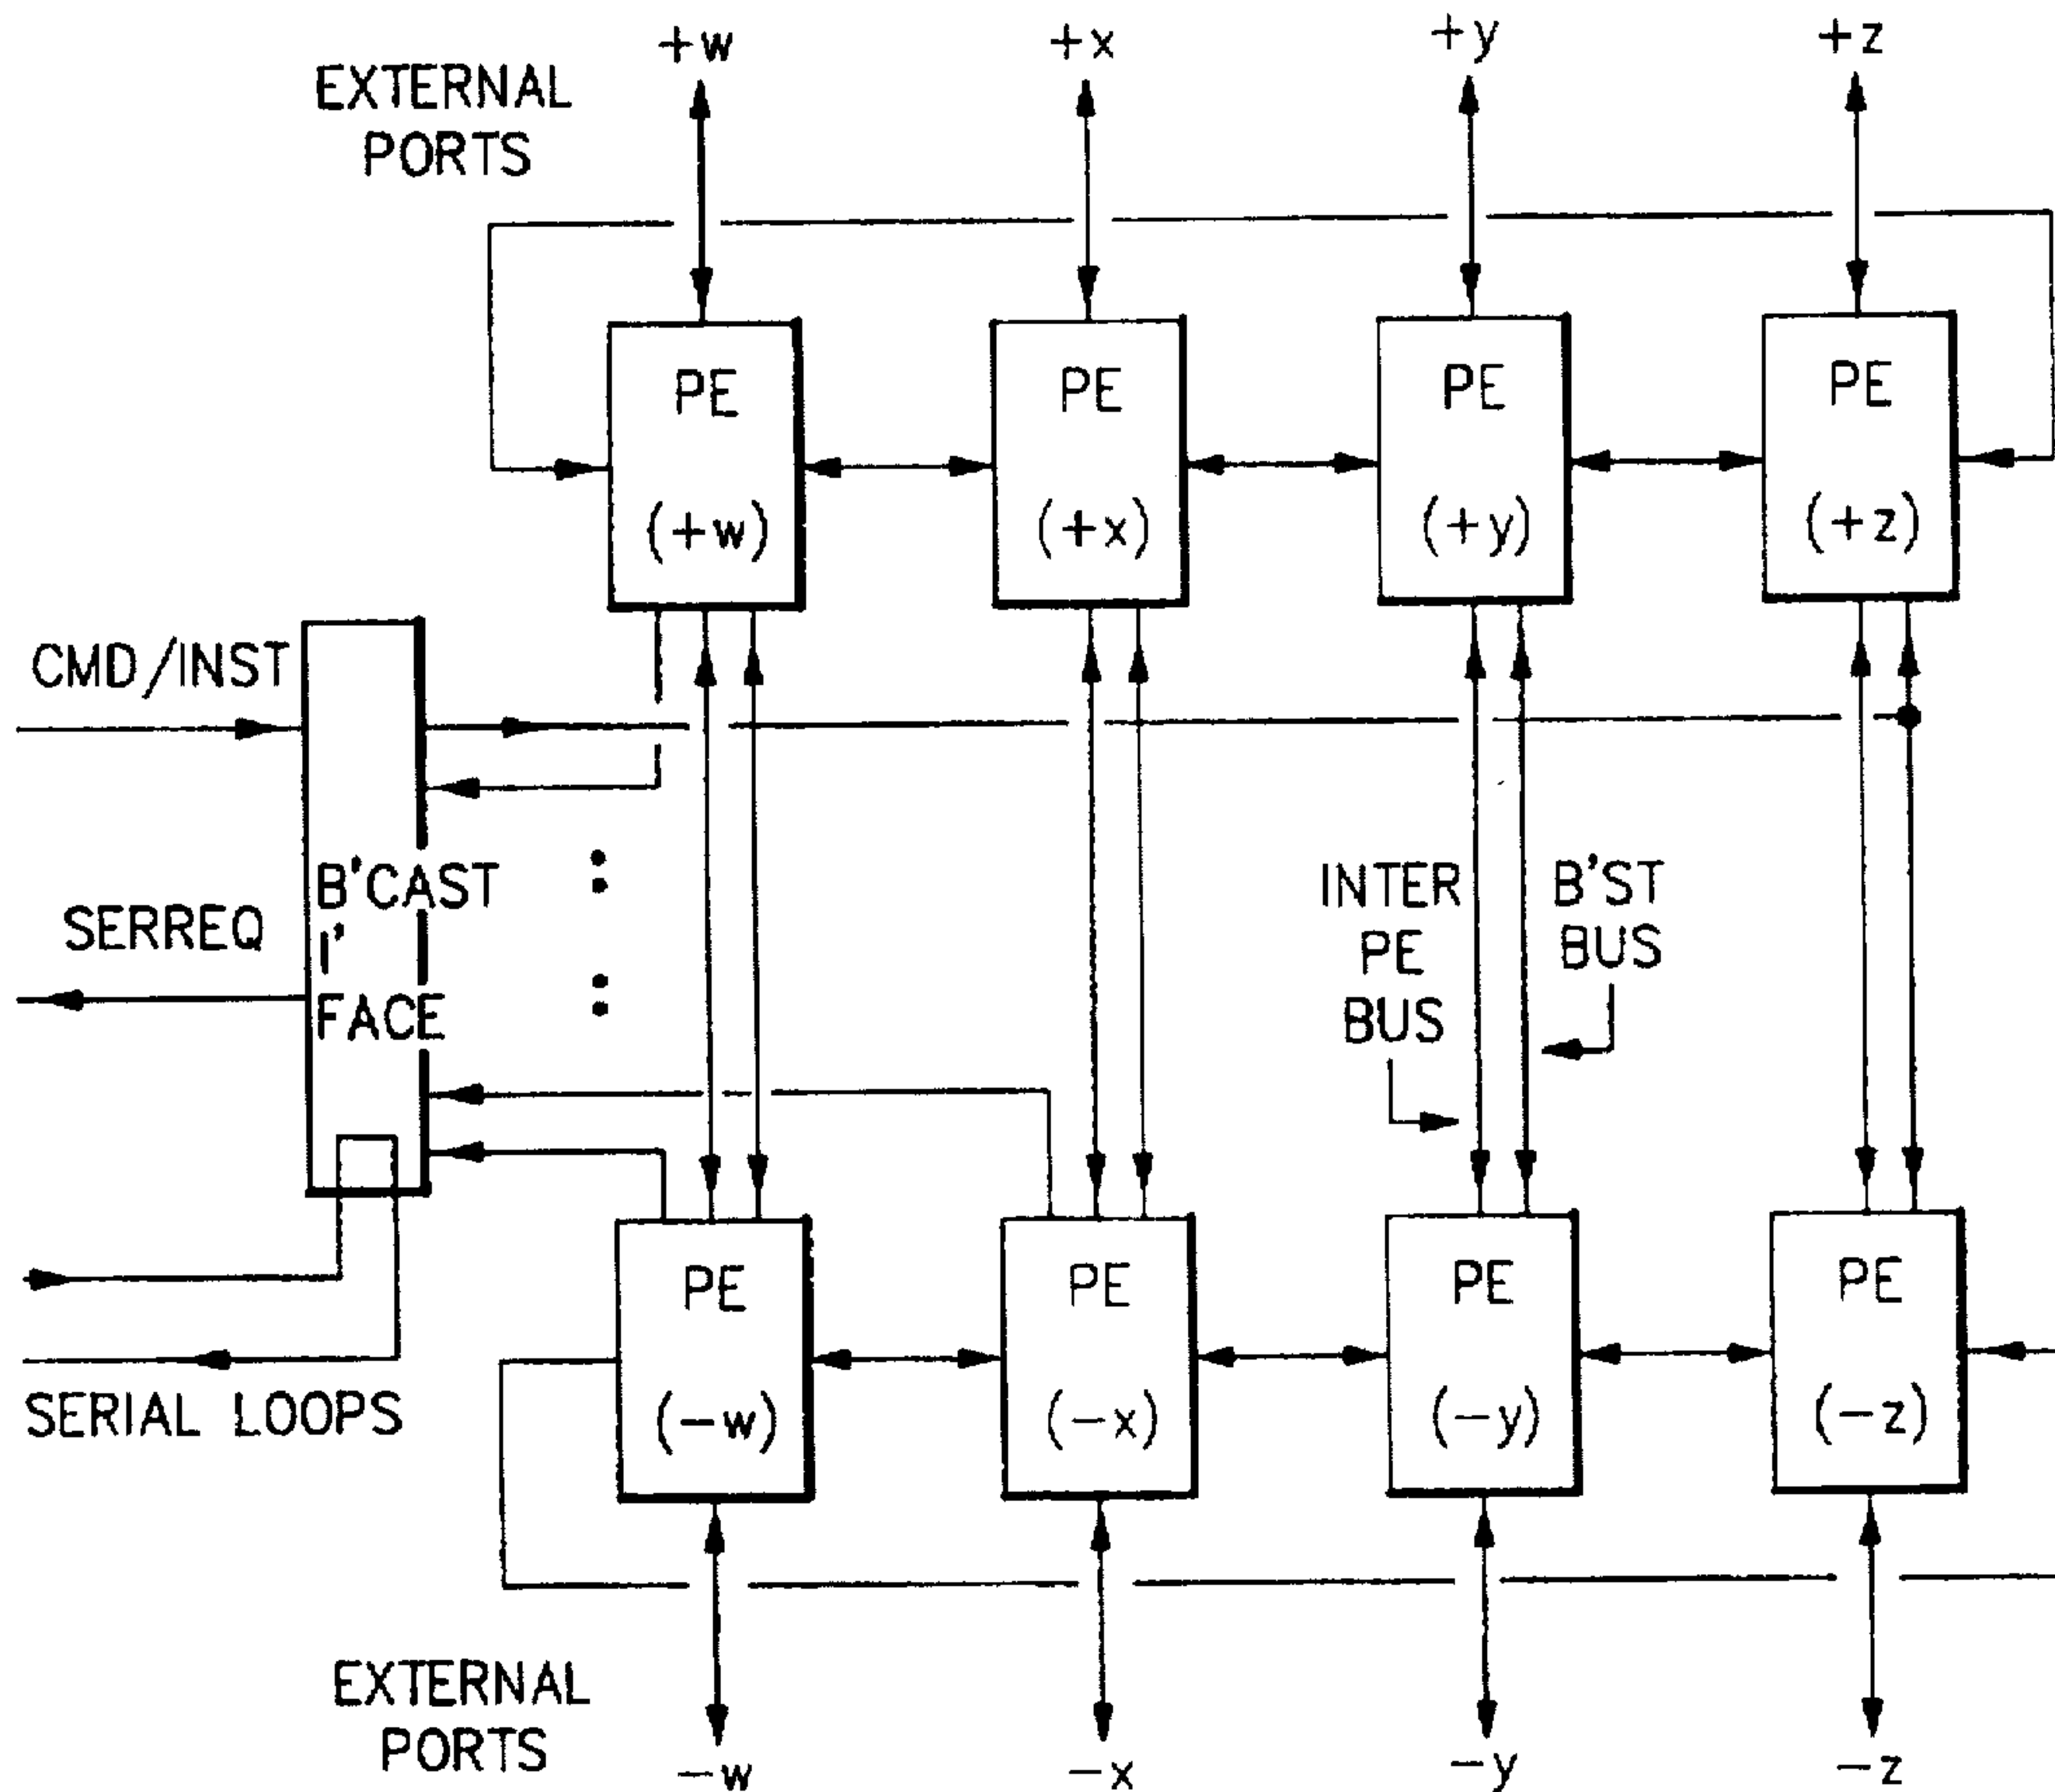 +w
+x
+y
+z
EXTERNAL
PORTS
PE
(+w)
PE
(+x)
PE
(+y)
PE
(+z)
CMD/INST
B'CAST
I'
FACE
SERREQ
INTER
PE
BUS
B'ST
BUS
SERIAL LOOPS
PE
(-w)
PE
(-x)
PE
(-y)
PE
(-z)
EXTERNAL
PORTS
-w
-x
-y
-z